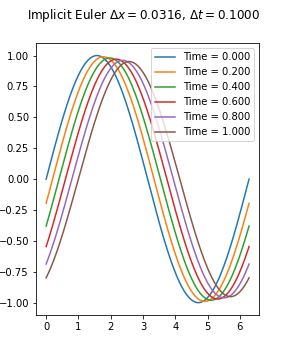 Implicit Euler Δx = 0.0316, Δt = 0.1000
1.00
0.75
0.50
0.25
0.00
−0.25
−0.50
−0.75
−1.00
Time = 0.000
Time = 0.200
Time = 0.400
Time = 0.600
Time = 0.800
Time = 1.000
0 1 2 3 4 5 6